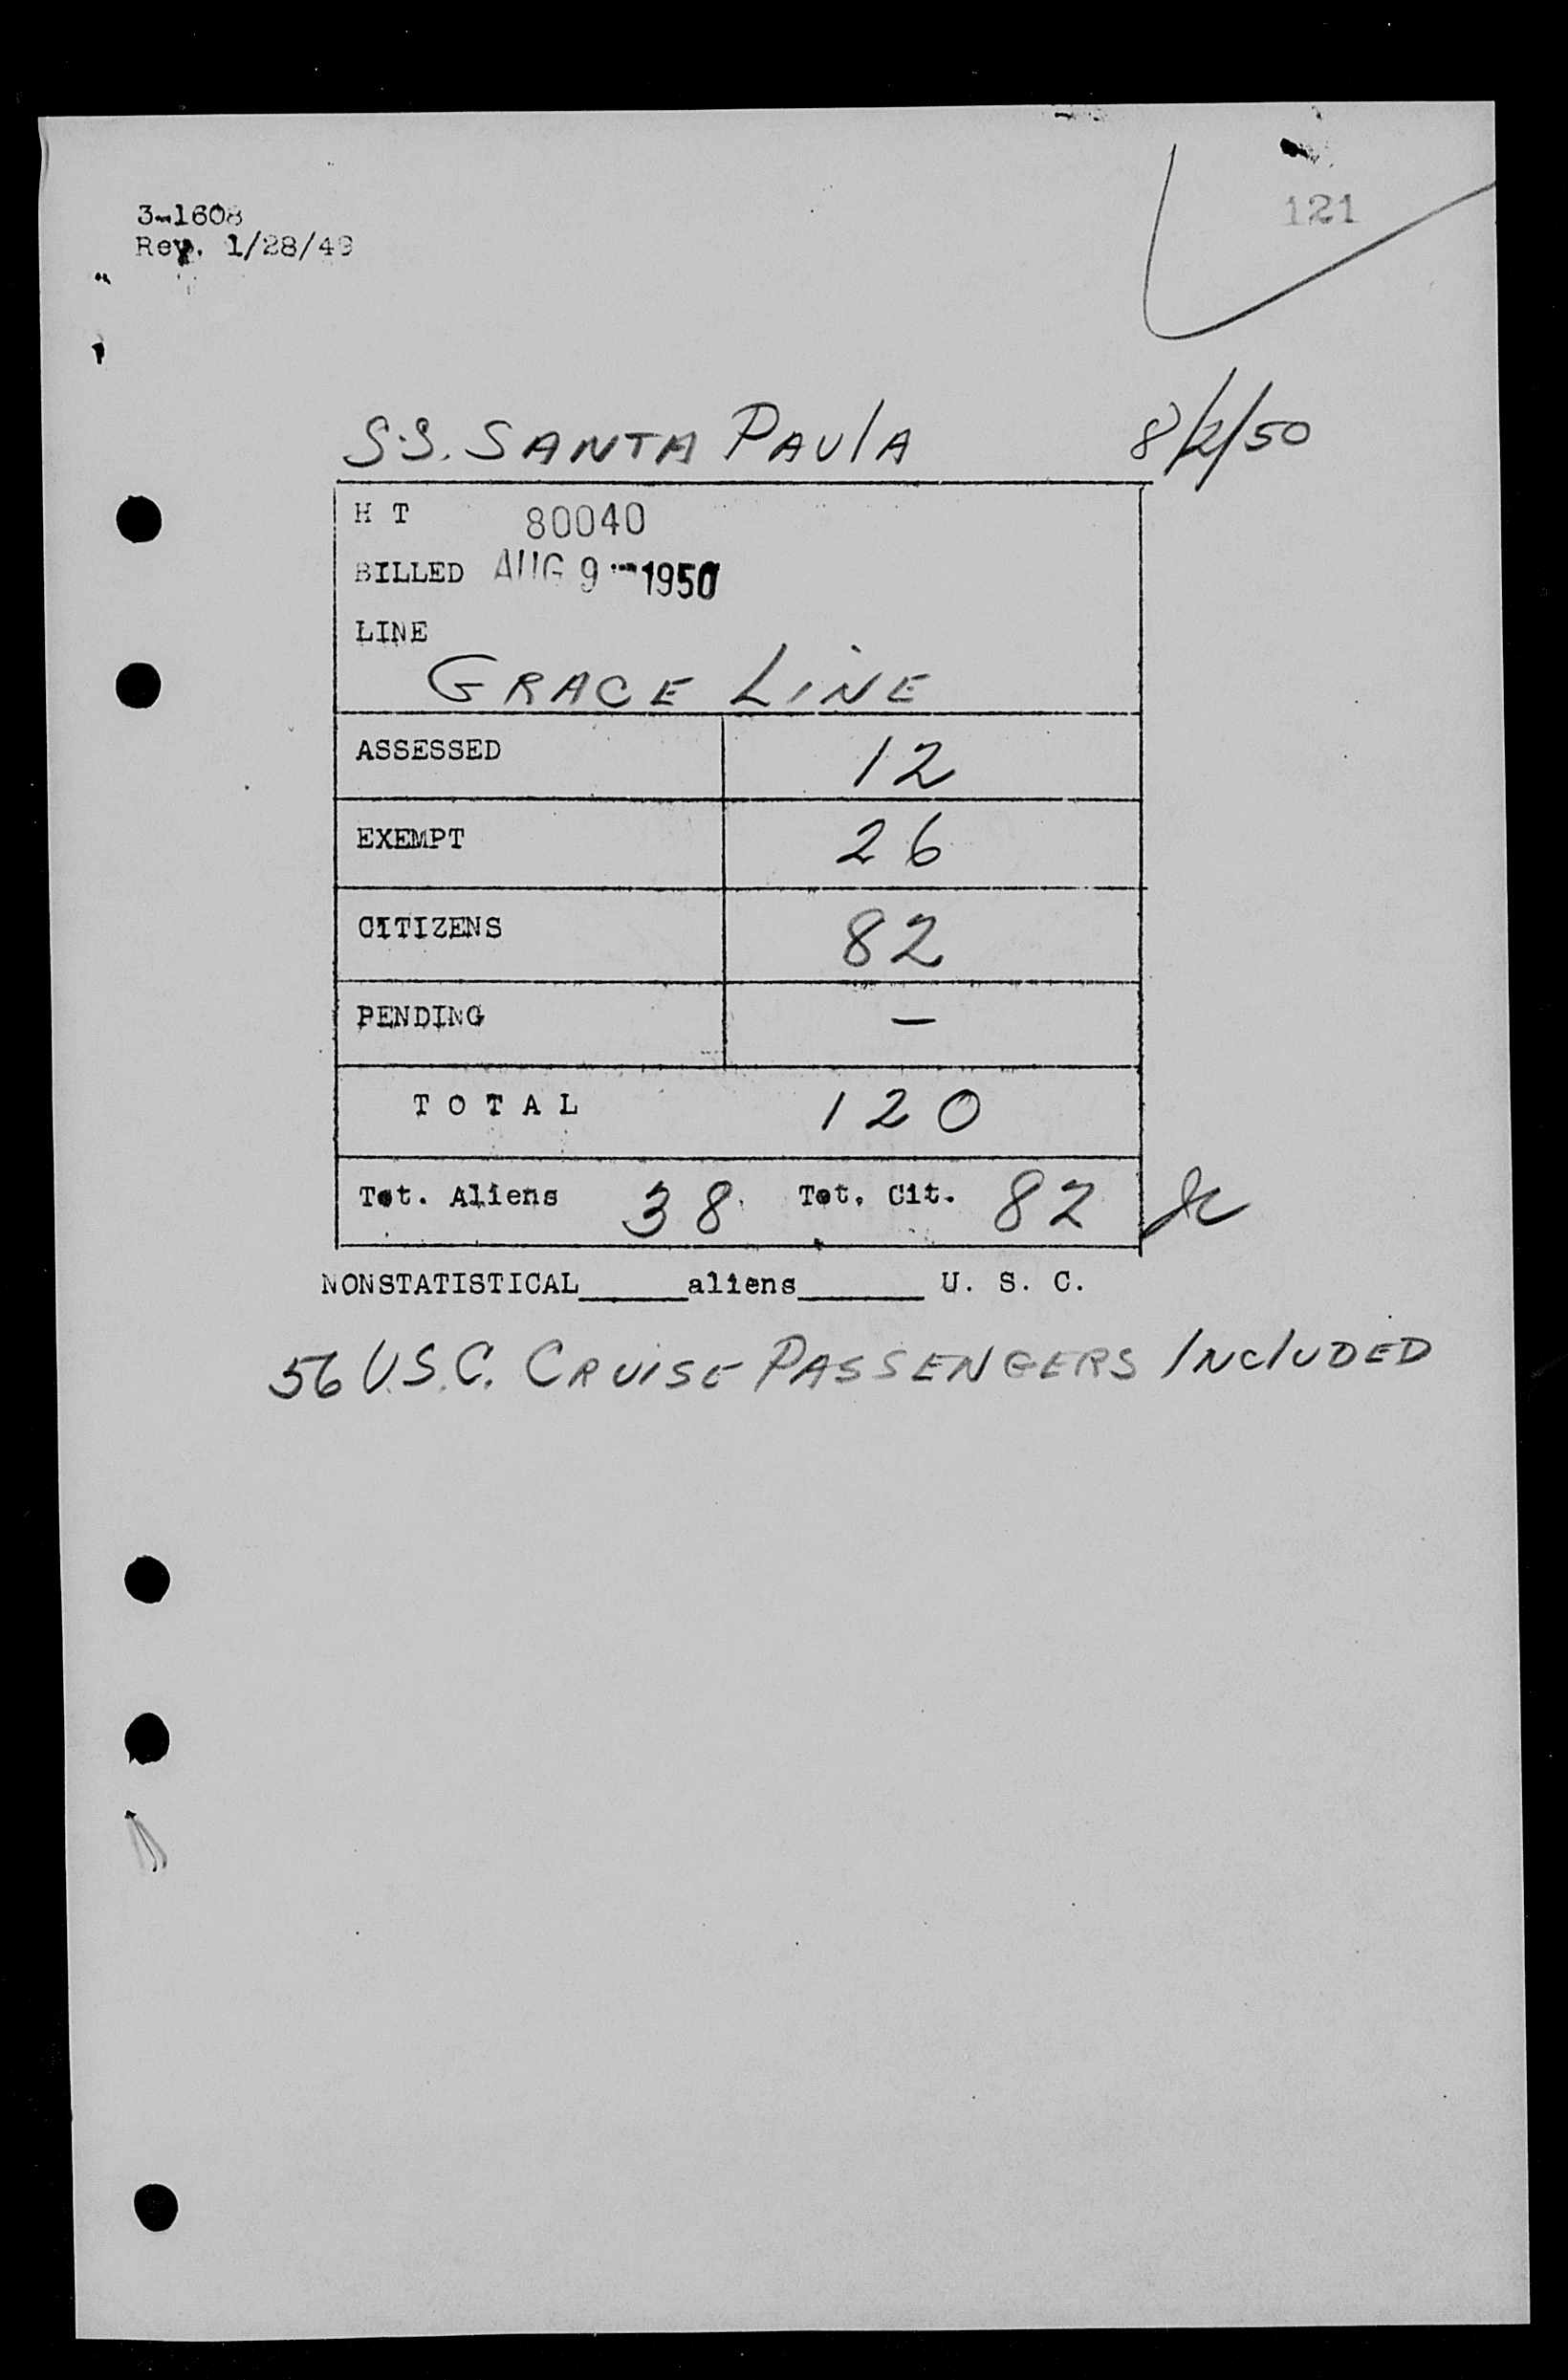 121
3-1608
Rev. 1/28/49
S.S. SANTA PAULA 8/2/50
H T 80040
BILLED AUG 9 - 1950
LINE
GRACE LINE
ASSESSED 12
EXEMPT 26
CITIZENS 82
PENDING —
T O T A L 120
Tot. Aliens 38 Tot. Cit. 82
NONSTATISTICAL_____aliens______ U. S. C.
56 U.S.C. CRUISE PASSENGERS INCLUDED